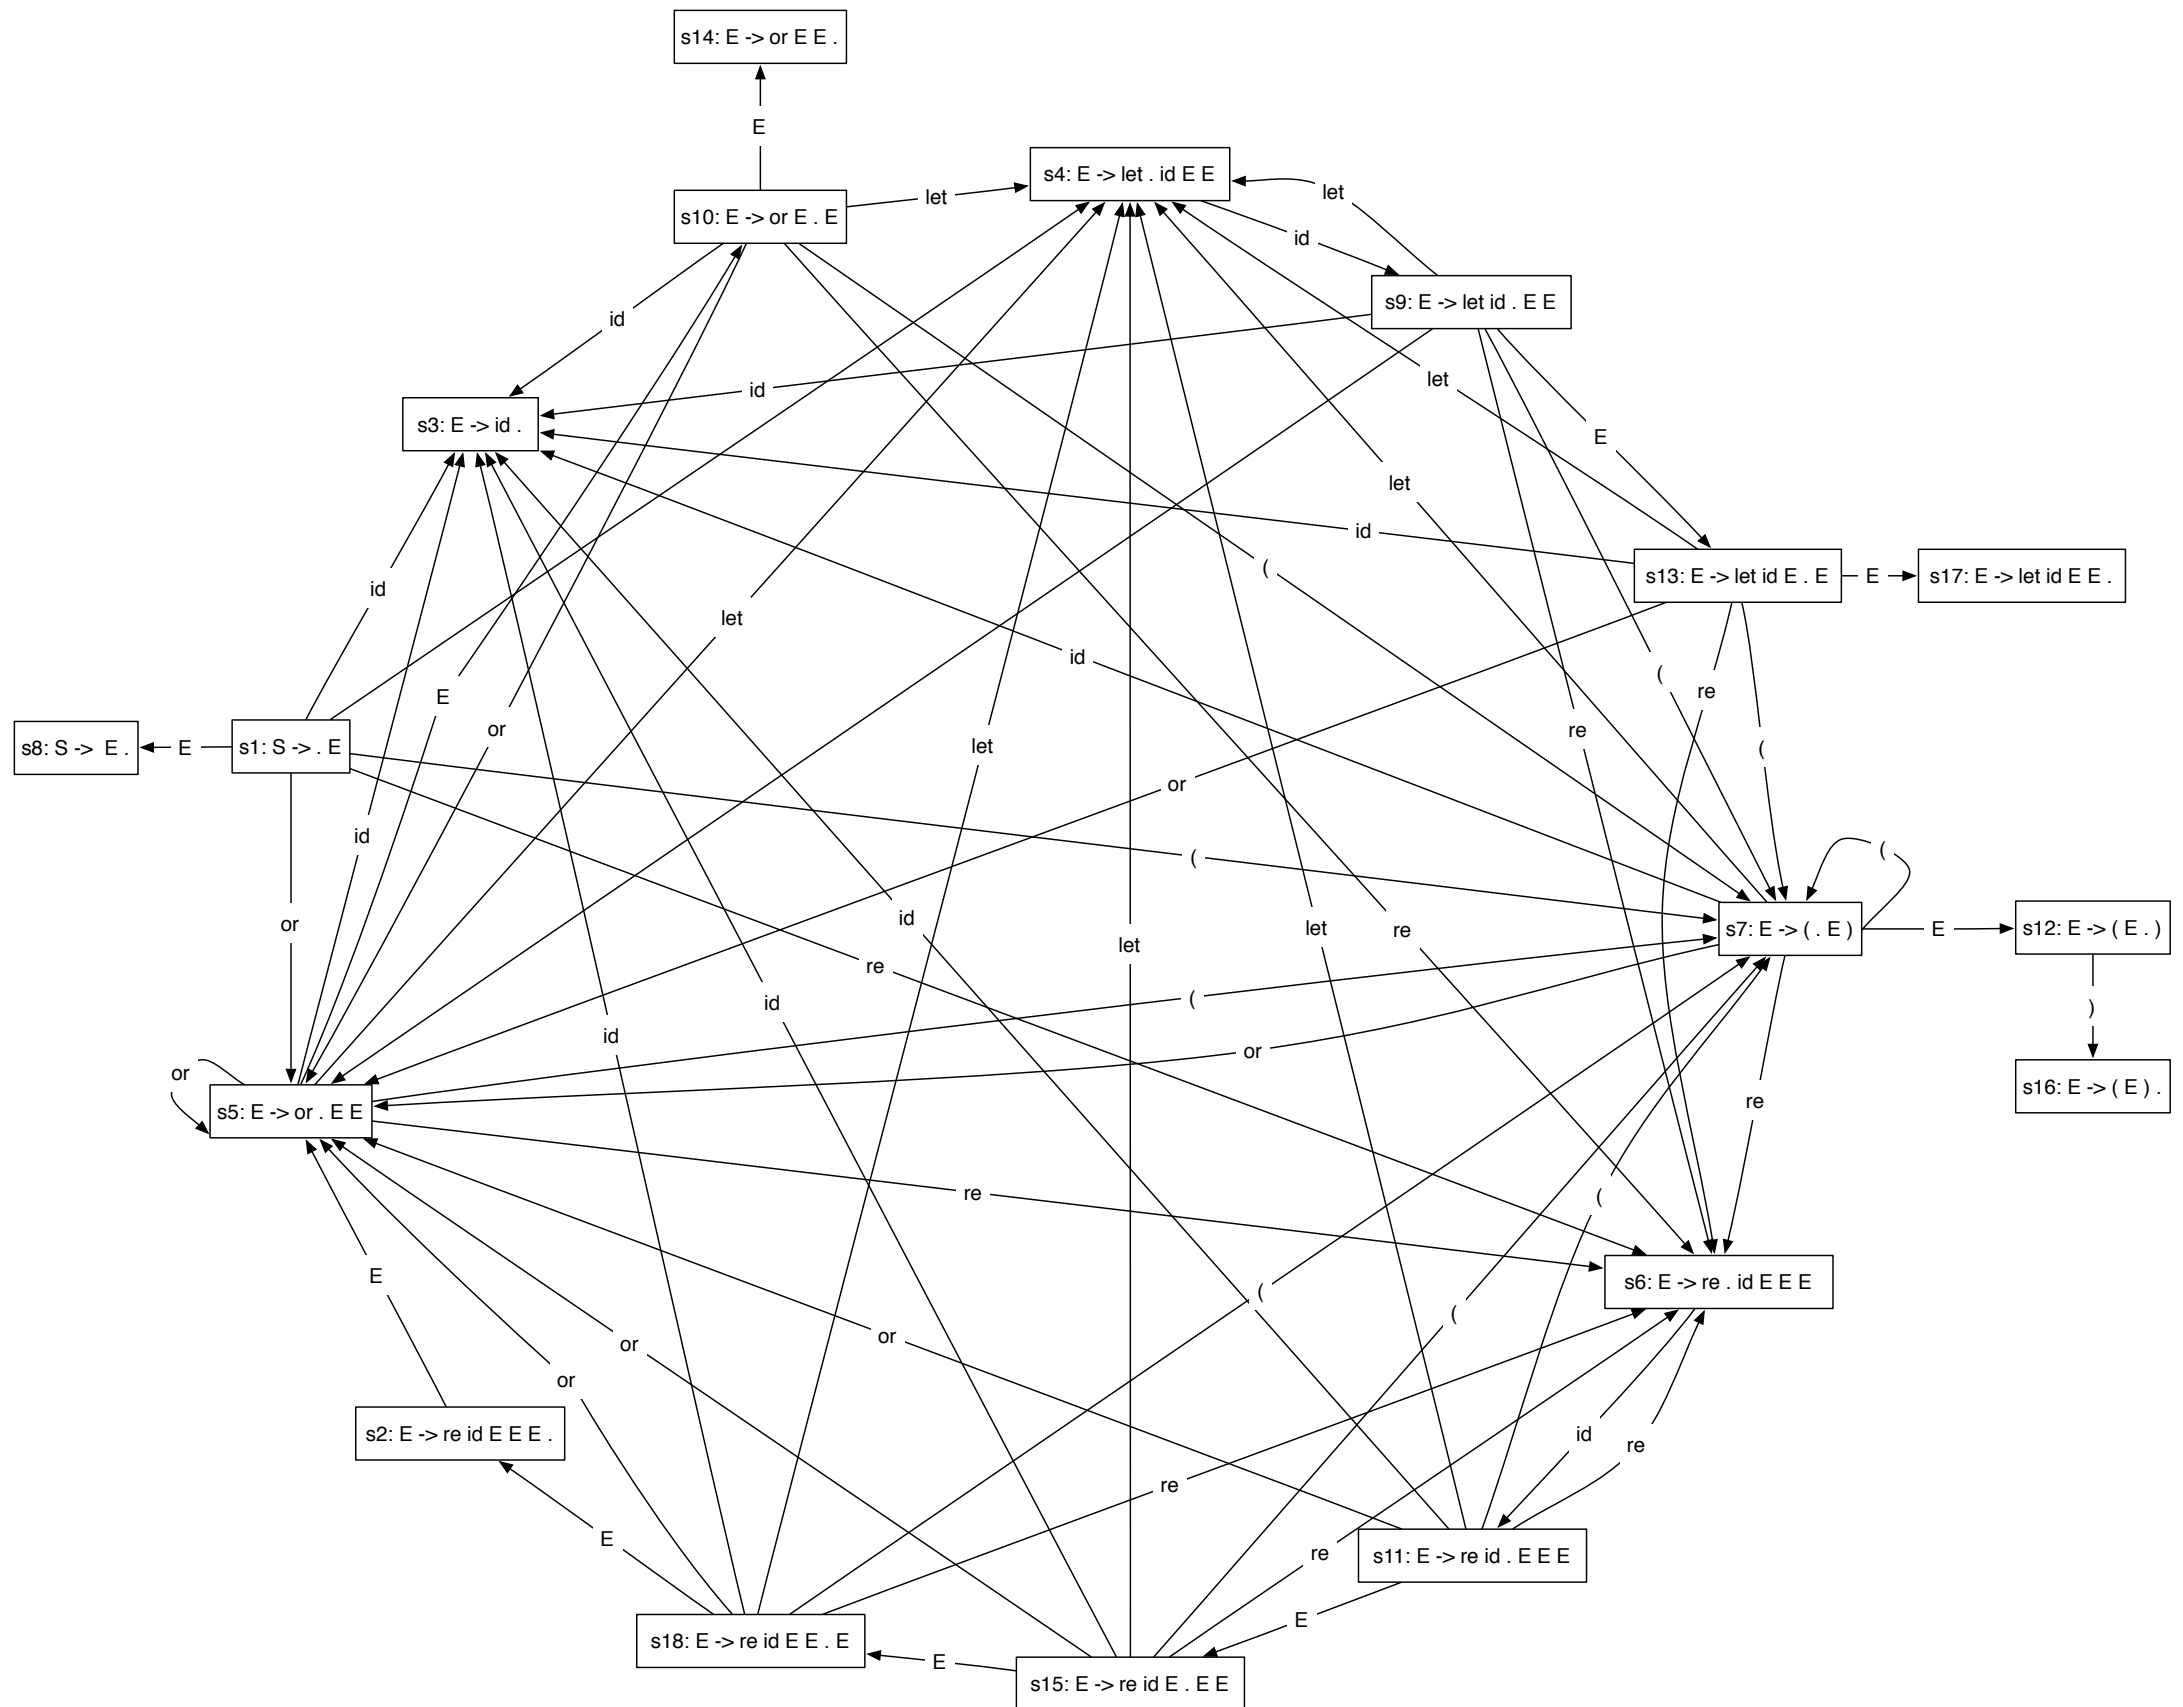 s14: E -> or E E .
E
s4: E -> let . id E E
let
let
s10: E -> or E . E
id
s9: E -> let id . E E
id
let
id
E
s3: E -> id .
let
id
(
s13: E -> let id E . E
E
s17: E -> let id E E .
id
let
id
(
re
E
or
re
s8: S ->  E .
E
s1: S -> . E
let
(
or
id
(
(
or
id
let
re
s7: E -> ( . E )
E
s12: E -> ( E . )
let
re
id
(
)
id
or
or
s16: E -> ( E ) .
s5: E -> or . E E
re
re
(
E
(
s6: E -> re . id E E E
(
or
or
or
s2: E -> re id E E E .
id
re
re
E
re
s11: E -> re id . E E E
E
s18: E -> re id E E . E
E
s15: E -> re id E . E E